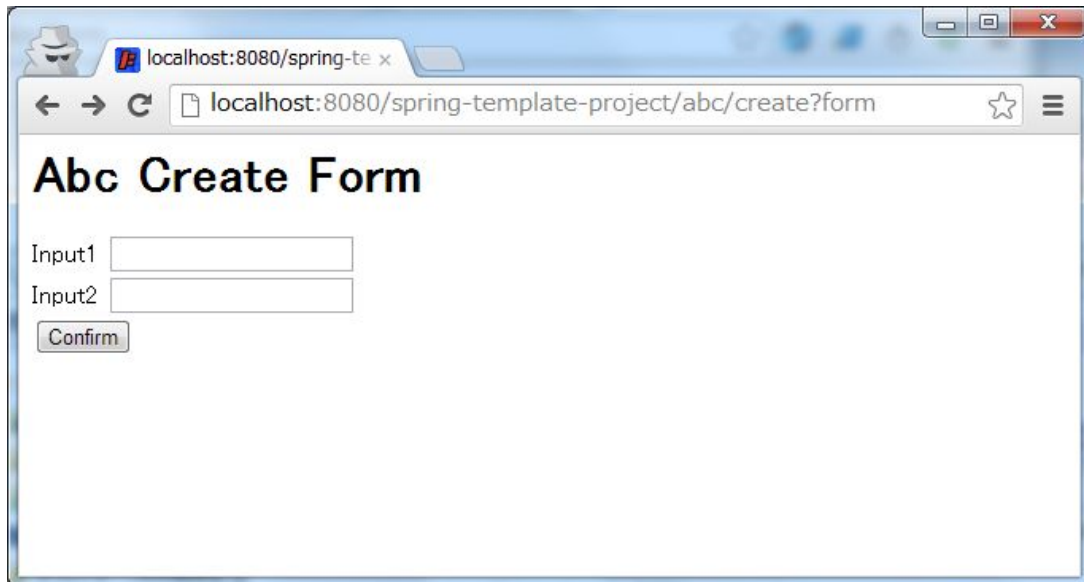 localhost:8080/spring-te
localhost:8080/spring-template-project/abc/create?form
Abc Create Form
Input1
Input2
Confirm